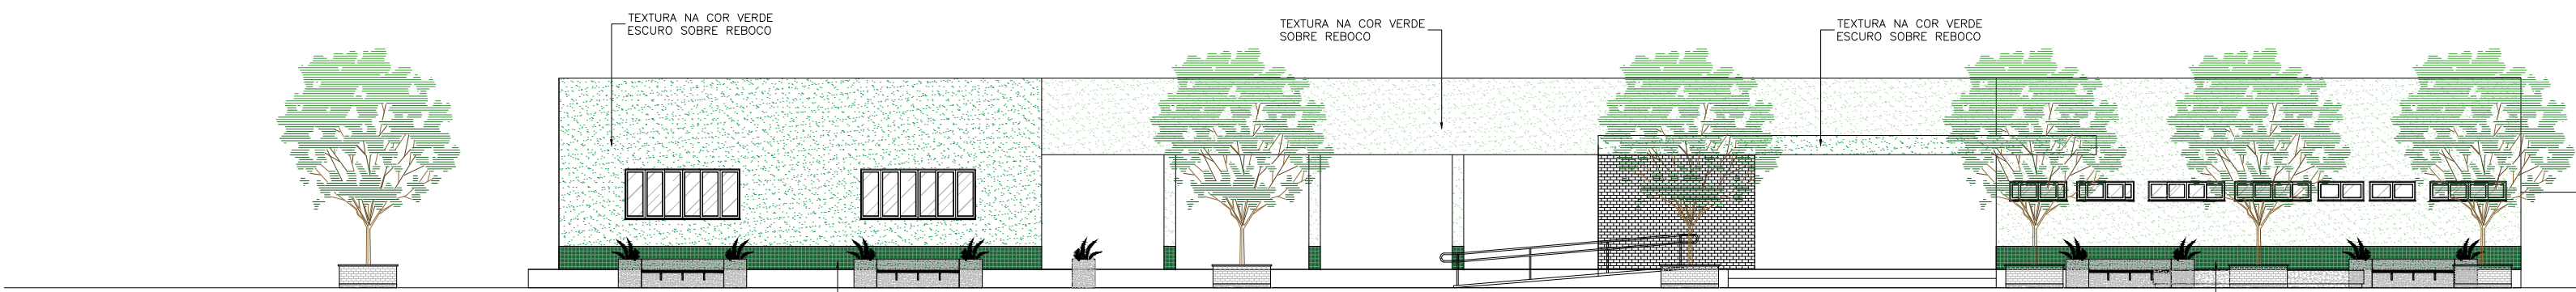 TEXTURA NA COR VERDE
ESCURO SOBRE REBOCO
TEXTURA NA COR VERDE
SOBRE REBOCO
TEXTURA NA COR VERDE
ESCURO SOBRE REBOCO